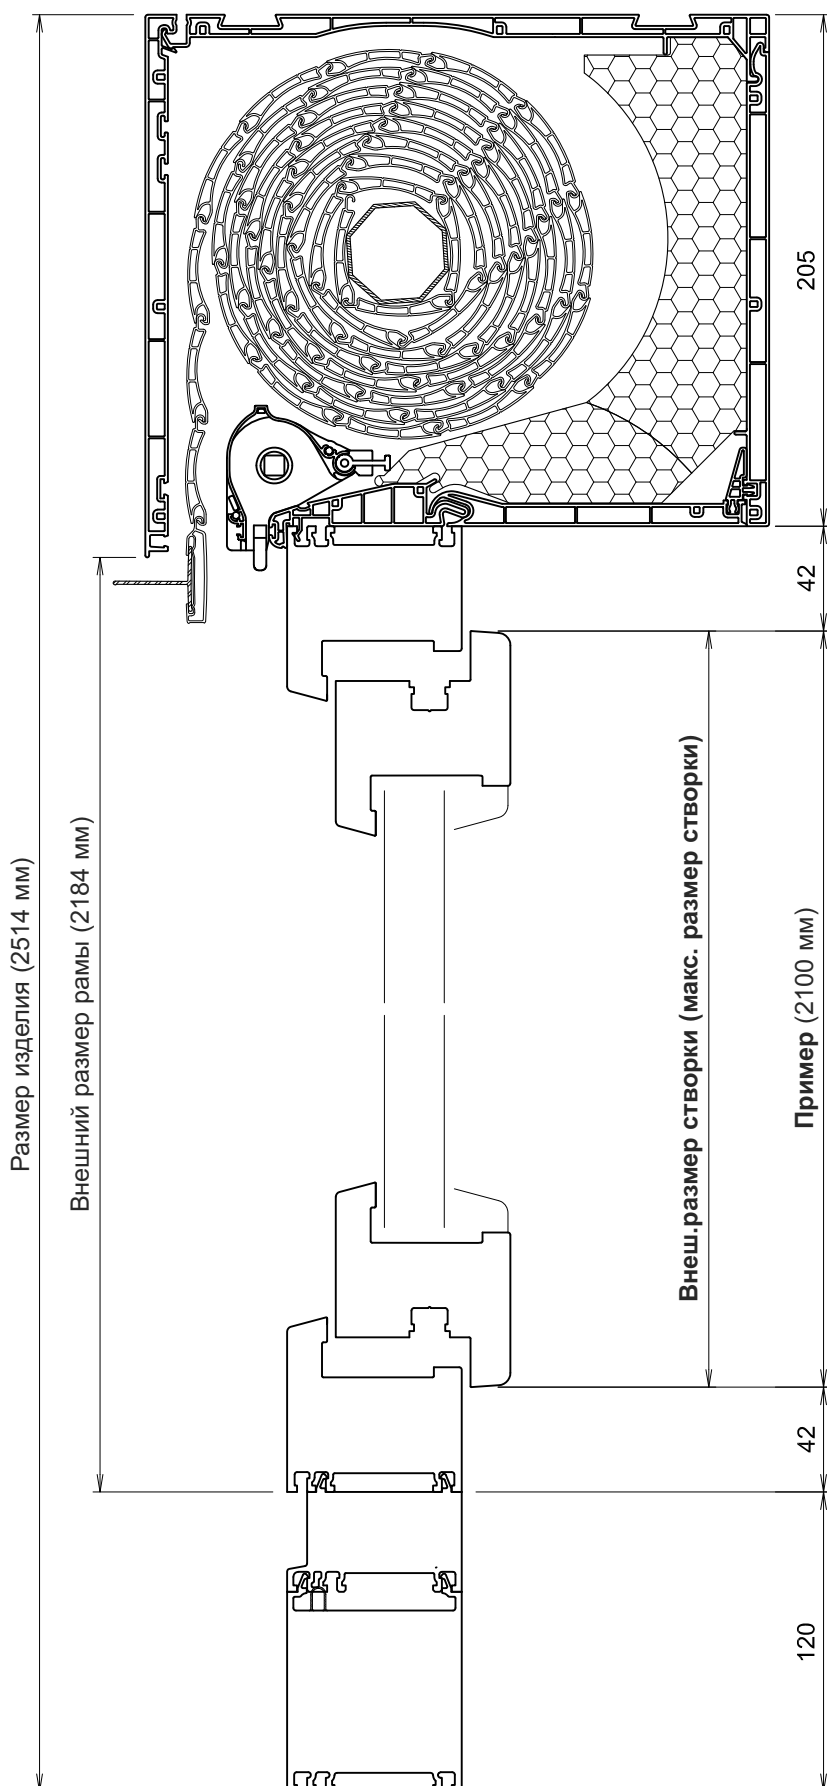 Размер изделия (2514 мм)
Внешний размер рамы (2184 мм)
Внеш.размер створки (макс. размер створки)
Пример (2100 мм)
205
42
42
120